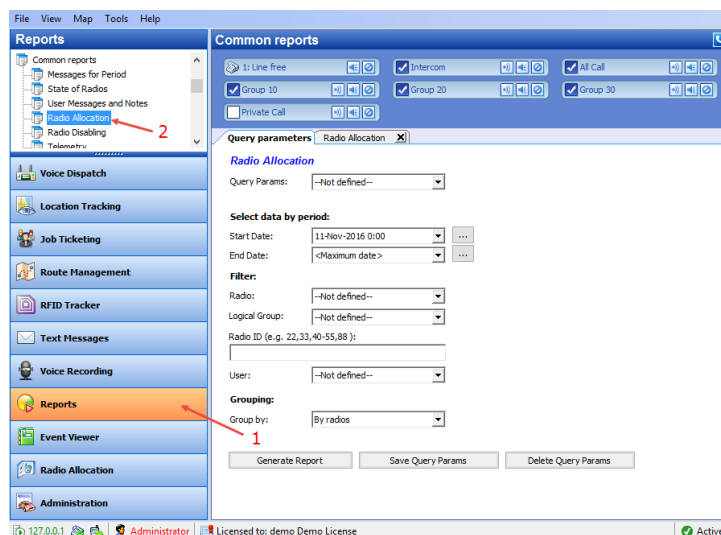 File View Map Tools Help
Reports
Common reports
Messages for Period
State of Radios
User Messages and Notes
Radio Allocation
Radio Disabling
Telemetry
2
Voice Dispatch
Location Tracking
Job Ticketing
Route Management
RFID Tracker
Text Messages
Voice Recording
Reports
1
Event Viewer
Radio Allocation
Administration
Common reports
1: Line free
Intercom
All Call
Group 10
Group 20
Group 30
Private Call
Query parameters Radio Allocation X
Radio Allocation
Query Params: --Not defined--
Select data by period:
Start Date: 11-Nov-2016 0:00 ...
End Date: <Maximum date> ...
Filter:
Radio: --Not defined--
Logical Group: --Not defined--
Radio ID (e.g. 22,33,40-55,88 ):
User: --Not defined--
Grouping:
Group by: By radios
Generate Report Save Query Params Delete Query Params
127.0.0.1 Administrator Licensed to: demo Demo License Active